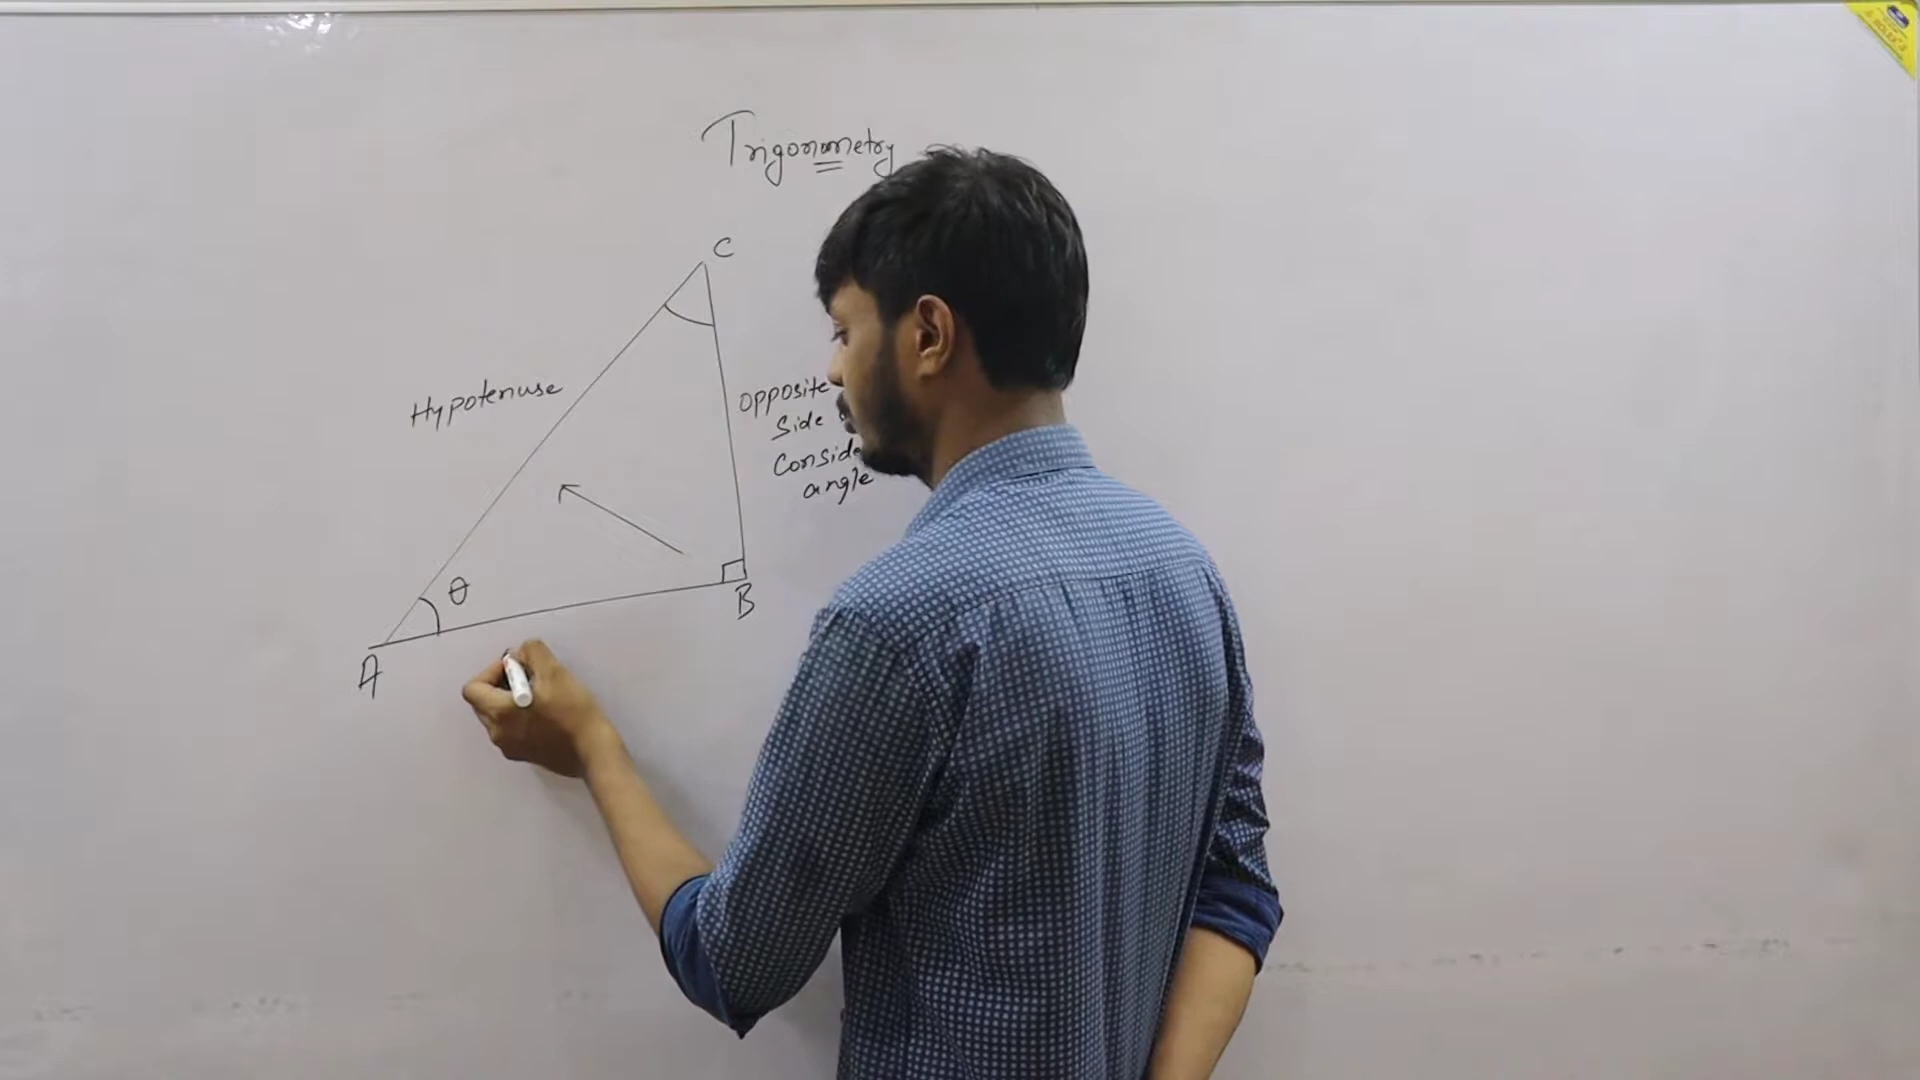 Trigonometry
C
Hypotenuse
opposite
Side
angle
θ
B
A